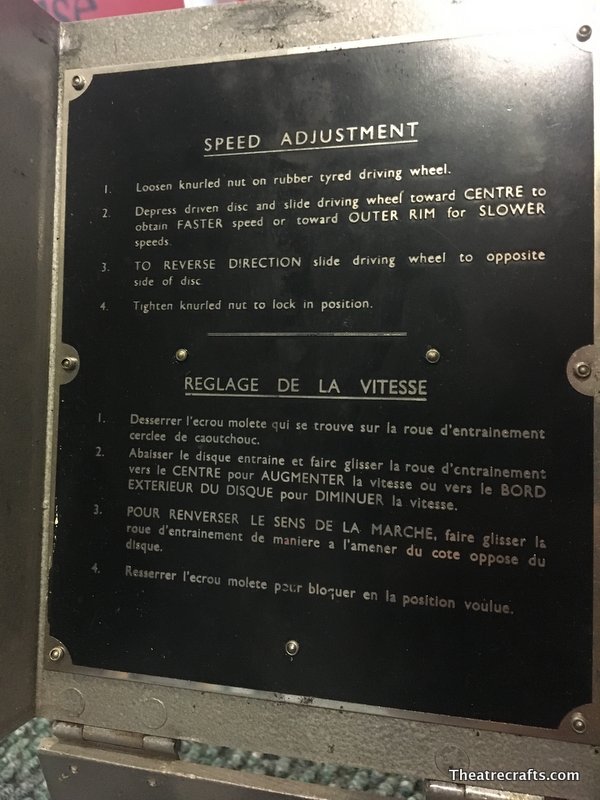 SPEED ADJUSTMENT
1. Loosen knurled nut on rubber tyred driving wheel.
2. Depress driven disc and slide driving wheel toward CENTRE to
obtain FASTER speed or toward OUTER RIM for SLOWER
speeds.
3. TO REVERSE DIRECTION slide driving wheel to opposite
side of disc
4. Tighten knurled nut to lock in position.
REGLAGE DE LA VITESSE
1. Desserrer l'ecrou molete qui se trouve sur la roue d'entrainement
cerclee de caoutchouc.
2. Abaisser le disque entraine et faire glisser la roue d'entrainement
vers le CENTRE pour AUGMENTER la vitesse ou vers le BORD
EXTERIEUR DU DISQUE pour DIMINUER la vitesse.
3. POUR RENVERSER LE SENS DE LA MARCHE, faire glisser la
roue d'entrainement de maniere a l'amener du cote oppose du
disque.
4. Resserrer l'ecrou molete pour bloquer en la position voulue.
Theatrecrafts.com